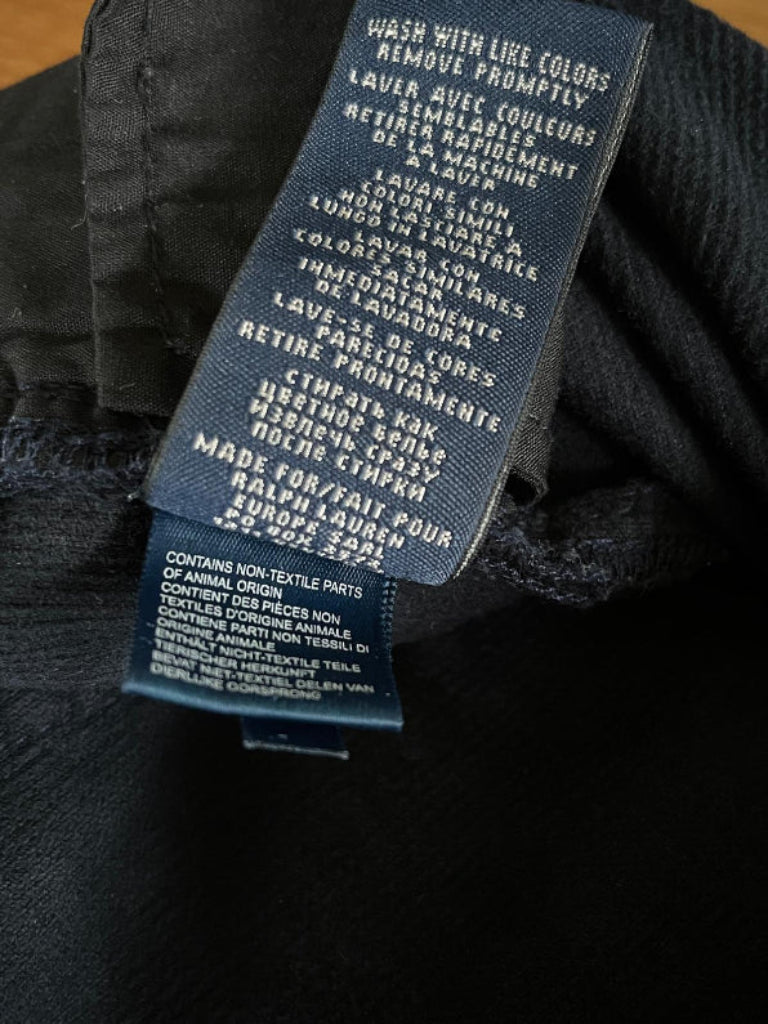 WASH WITH LIKE COLORS
REMOVE PROMPTLY
LAVER AVEC COULEURS
SEMBLABLES
RETIRER RAPIDEMENT
DE LA MACHINE
A LAVER
LAVARE CON
COLORI SIMILI
NON LASCIARE A
LUNGO IN LAVATRICE
LAVAR CON
COLORES SIMILARES
SACAR
IMMEDIATAMENTE
DE LAVADORA
LAVE-SE DE CORES
PARECIDAS
RETIRE PRONTAMENTE
СТИРАТЬ КАК
ЦВЕТНОЕ БЕЛЬЕ
ИЗВЛЕЧЬ СРАЗУ
ПОСЛЕ СТИРКИ
MADE FOR/FAIT POUR
RALPH LAUREN
EUROPE SARL
CONTAINS NON-TEXTILE PARTS
OF ANIMAL ORIGIN
CONTIENT DES PIÈCES NON
TEXTILES D'ORIGINE ANIMALE
CONTIENE PARTI NON TESSILI DI
ORIGINE ANIMALE
ENTHÄLT NICHT-TEXTILE TEILE
TIERISCHER HERKUNFT
BEVAT NIET-TEXTIEL DELEN VAN
DIERLIJKE OORSPRONG